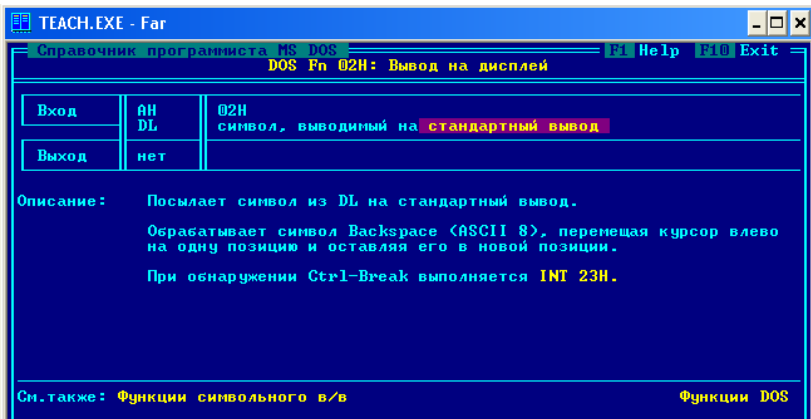 TEACH.EXE - Far
Справочник программиста MS DOS F1 Help F10 Exit
DOS Fn 02H: Вывод на дисплей
Вход AH 02H
DL символ, выводимый на стандартный вывод
Выход нет
Описание: Посылает символ из DL на стандартный вывод.
Обрабатывает символ Backspace (ASCII 8), перемещая курсор влево
на одну позицию и оставляя его в новой позиции.
При обнаружении Ctrl-Break выполняется INT 23H.
См.также: Функции символьного в/в Функции DOS